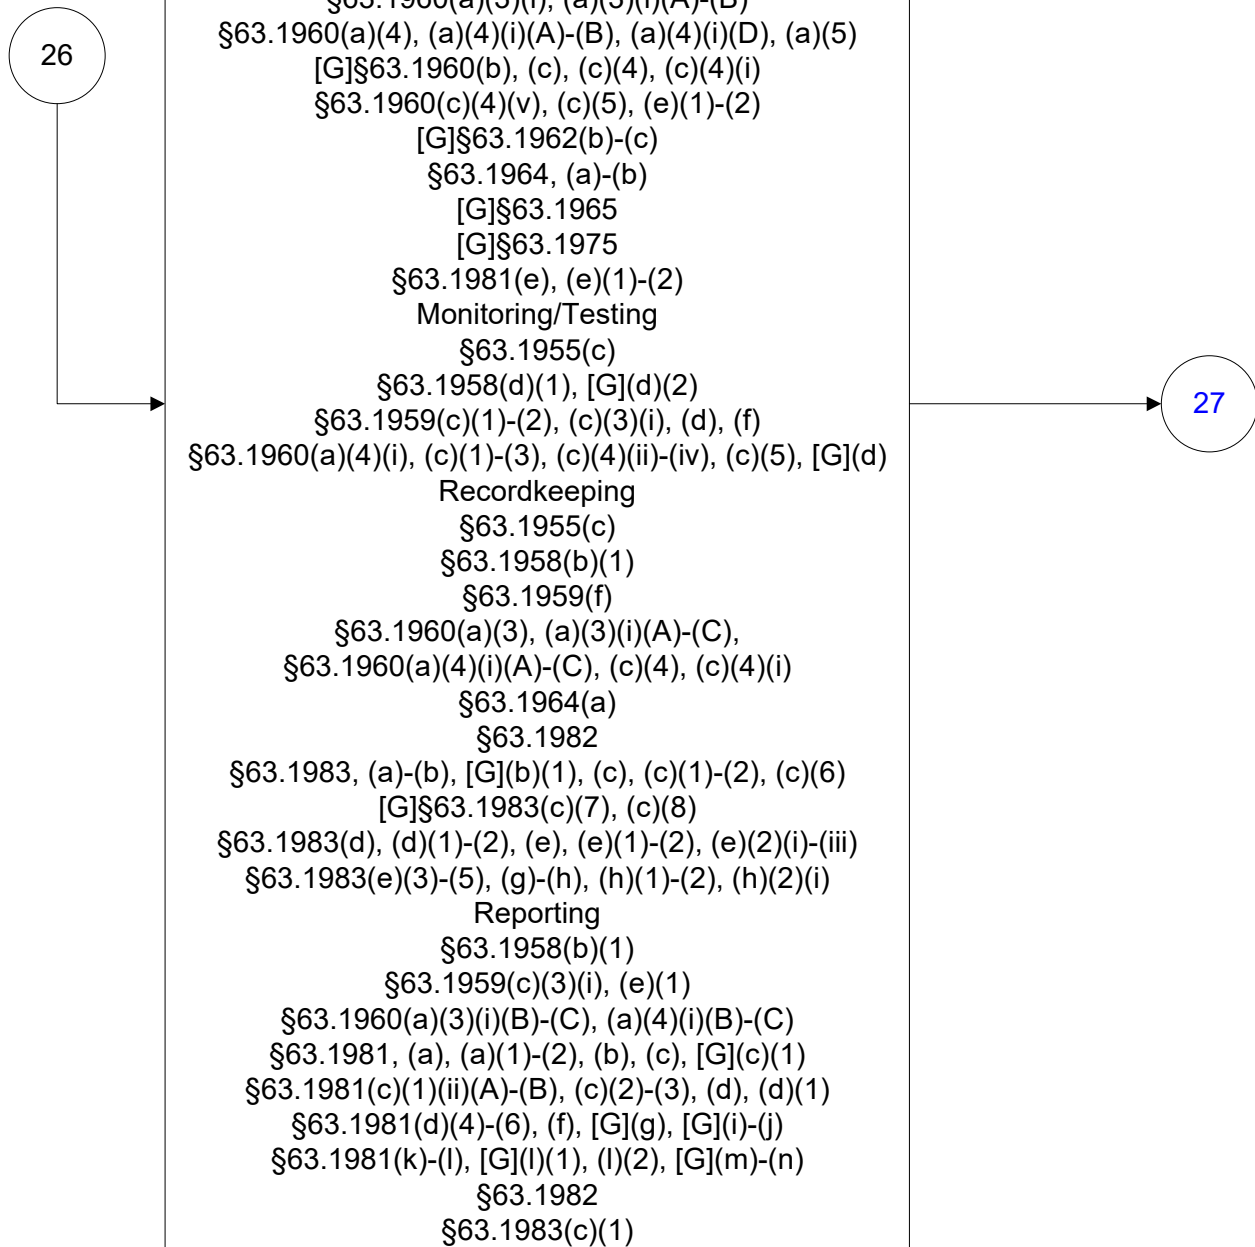 §63.1960(a)(3)(i), (a)(3)(i)(A)-(B)
26
§63.1960(a)(4), (a)(4)(i)(A)-(B), (a)(4)(i)(D), (a)(5)
[G]§63.1960(b), (c), (c)(4), (c)(4)(i)
§63.1960(c)(4)(v), (c)(5), (e)(1)-(2)
[G]§63.1962(b)-(c)
§63.1964, (a)-(b)
[G]§63.1965
[G]§63.1975
§63.1981(e), (e)(1)-(2)
Monitoring/Testing
§63.1955(c)
§63.1958(d)(1), [G](d)(2)
27
§63.1959(c)(1)-(2), (c)(3)(i), (d), (f)
§63.1960(a)(4)(i), (c)(1)-(3), (c)(4)(ii)-(iv), (c)(5), [G](d)
Recordkeeping
§63.1955(c)
§63.1958(b)(1)
§63.1959(f)
§63.1960(a)(3), (a)(3)(i)(A)-(C),
§63.1960(a)(4)(i)(A)-(C), (c)(4), (c)(4)(i)
§63.1964(a)
§63.1982
§63.1983, (a)-(b), [G](b)(1), (c), (c)(1)-(2), (c)(6)
[G]§63.1983(c)(7), (c)(8)
§63.1983(d), (d)(1)-(2), (e), (e)(1)-(2), (e)(2)(i)-(iii)
§63.1983(e)(3)-(5), (g)-(h), (h)(1)-(2), (h)(2)(i)
Reporting
§63.1958(b)(1)
§63.1959(c)(3)(i), (e)(1)
§63.1960(a)(3)(i)(B)-(C), (a)(4)(i)(B)-(C)
§63.1981, (a), (a)(1)-(2), (b), (c), [G](c)(1)
§63.1981(c)(1)(ii)(A)-(B), (c)(2)-(3), (d), (d)(1)
§63.1981(d)(4)-(6), (f), [G](g), [G](i)-(j)
§63.1981(k)-(l), [G](l)(1), (l)(2), [G](m)-(n)
§63.1982
§63.1983(c)(1)